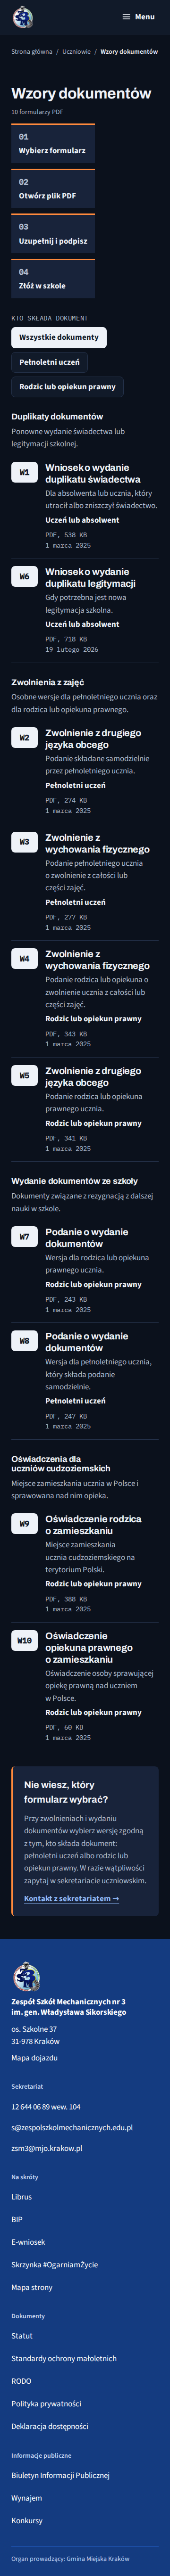 Menu
Strona główna / Uczniowie / Wzory dokumentów
Wzory dokumentów
10 formularzy PDF
01
Wybierz formularz
02
Otwórz plik PDF
03
Uzupełnij i podpisz
04
Złóż w szkole
KTO SKŁADA DOKUMENT
Wszystkie dokumenty
Pełnoletni uczeń
Rodzic lub opiekun prawny
Duplikaty dokumentów
Ponowne wydanie świadectwa lub
legitymacji szkolnej.
W1
Wniosek o wydanie
duplikatu świadectwa
Dla absolwenta lub ucznia, który
utracił albo zniszczył świadectwo.
Uczeń lub absolwent
PDF, 538 KB
1 marca 2025
W6
Wniosek o wydanie
duplikatu legitymacji
Gdy potrzebna jest nowa
legitymacja szkolna.
Uczeń lub absolwent
PDF, 718 KB
19 lutego 2026
Zwolnienia z zajęć
Osobne wersje dla pełnoletniego ucznia oraz
dla rodzica lub opiekuna prawnego.
W2
Zwolnienie z drugiego
języka obcego
Podanie składane samodzielnie
przez pełnoletniego ucznia.
Pełnoletni uczeń
PDF, 274 KB
1 marca 2025
W3
Zwolnienie z
wychowania fizycznego
Podanie pełnoletniego ucznia
o zwolnienie z całości lub
części zajęć.
Pełnoletni uczeń
PDF, 277 KB
1 marca 2025
W4
Zwolnienie z
wychowania fizycznego
Podanie rodzica lub opiekuna o
zwolnienie ucznia z całości lub
części zajęć.
Rodzic lub opiekun prawny
PDF, 343 KB
1 marca 2025
W5
Zwolnienie z drugiego
języka obcego
Podanie rodzica lub opiekuna
prawnego ucznia.
Rodzic lub opiekun prawny
PDF, 341 KB
1 marca 2025
Wydanie dokumentów ze szkoły
Dokumenty związane z rezygnacją z dalszej
nauki w szkole.
W7
Podanie o wydanie
dokumentów
Wersja dla rodzica lub opiekuna
prawnego ucznia.
Rodzic lub opiekun prawny
PDF, 243 KB
1 marca 2025
W8
Podanie o wydanie
dokumentów
Wersja dla pełnoletniego ucznia,
który składa podanie
samodzielnie.
Pełnoletni uczeń
PDF, 247 KB
1 marca 2025
Oświadczenia dla
uczniów cudzoziemskich
Miejsce zamieszkania ucznia w Polsce i
sprawowana nad nim opieka.
W9
Oświadczenie rodzica
o zamieszkaniu
Miejsce zamieszkania
ucznia cudzoziemskiego na
terytorium Polski.
Rodzic lub opiekun prawny
PDF, 388 KB
1 marca 2025
W10
Oświadczenie
opiekuna prawnego
o zamieszkaniu
Oświadczenie osoby sprawującej
opiekę prawną nad uczniem
w Polsce.
Rodzic lub opiekun prawny
PDF, 60 KB
1 marca 2025
Nie wiesz, który
formularz wybrać?
Przy zwolnieniach i wydaniu
dokumentów wybierz wersję zgodną
z tym, kto składa dokument:
pełnoletni uczeń albo rodzic lub
opiekun prawny. W razie wątpliwości
zapytaj w sekretariacie uczniowskim.
Kontakt z sekretariatem →
Zespół Szkół Mechanicznych nr 3
im. gen. Władysława Sikorskiego
os. Szkolne 37
31-978 Kraków
Mapa dojazdu
Sekretariat
12 644 06 89 wew. 104
s@zespolszkolmechanicznych.edu.pl
zsm3@mjo.krakow.pl
Na skróty
Librus
BIP
E-wniosek
Skrzynka #OgarniamŻycie
Mapa strony
Dokumenty
Statut
Standardy ochrony małoletnich
RODO
Polityka prywatności
Deklaracja dostępności
Informacje publiczne
Biuletyn Informacji Publicznej
Wynajem
Konkursy
Organ prowadzący: Gmina Miejska Kraków